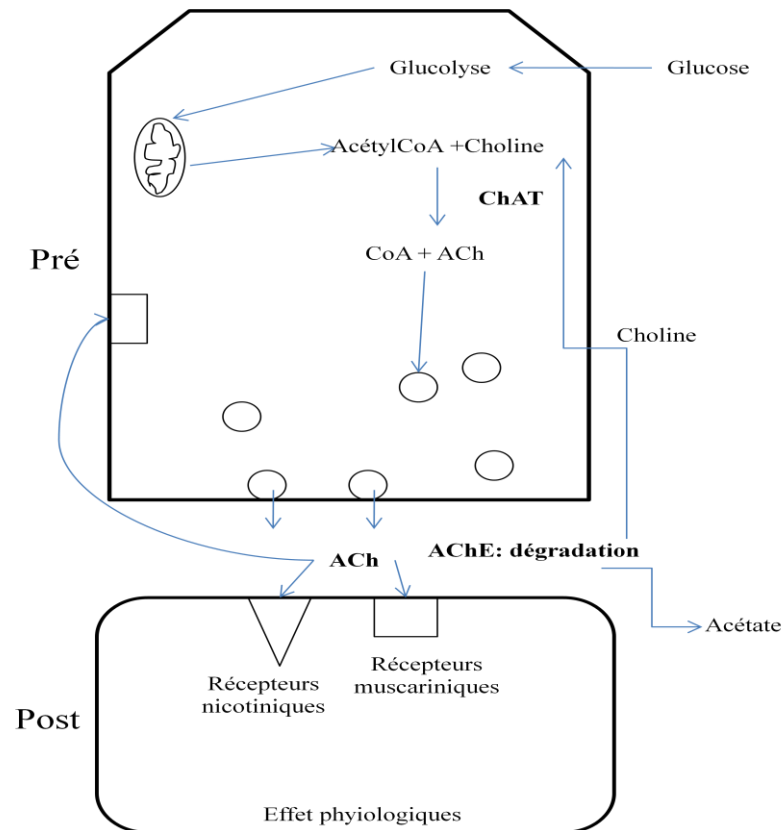 Glucolyse
Glucose
AcétylCoA +Choline
ChAT
CoA + ACh
Pré
Choline
ACh
AChE: dégradation
Acétate
Récepteurs
nicotiniques
Récepteurs
muscariniques
Post
Effet phyiologiques